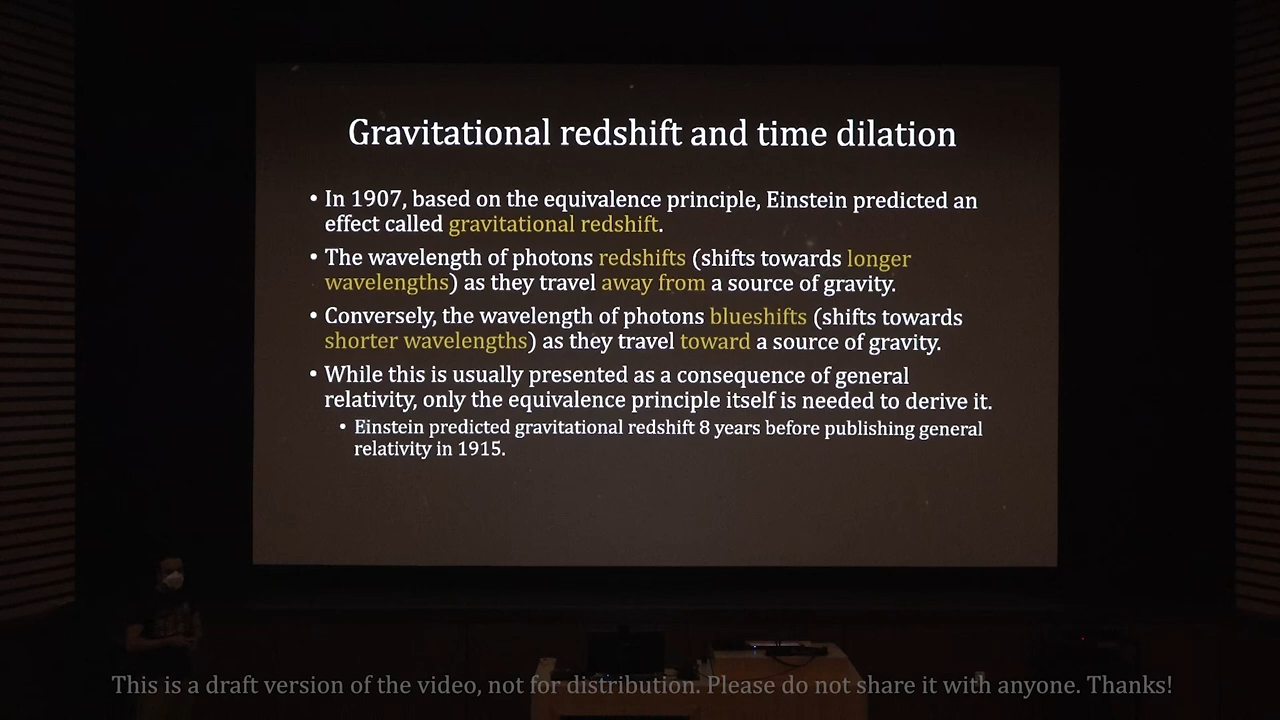 Gravitational redshift and time dilation
• In 1907, based on the equivalence principle, Einstein predicted an
effect called gravitational redshift.
• The wavelength of photons redshifts (shifts towards longer
wavelengths) as they travel away from a source of gravity.
• Conversely, the wavelength of photons blueshifts (shifts towards
shorter wavelengths) as they travel toward a source of gravity.
• While this is usually presented as a consequence of general
relativity, only the equivalence principle itself is needed to derive it.
• Einstein predicted gravitational redshift 8 years before publishing general
relativity in 1915.
This is a draft version of the video, not for distribution. Please do not share it with anyone. Thanks!